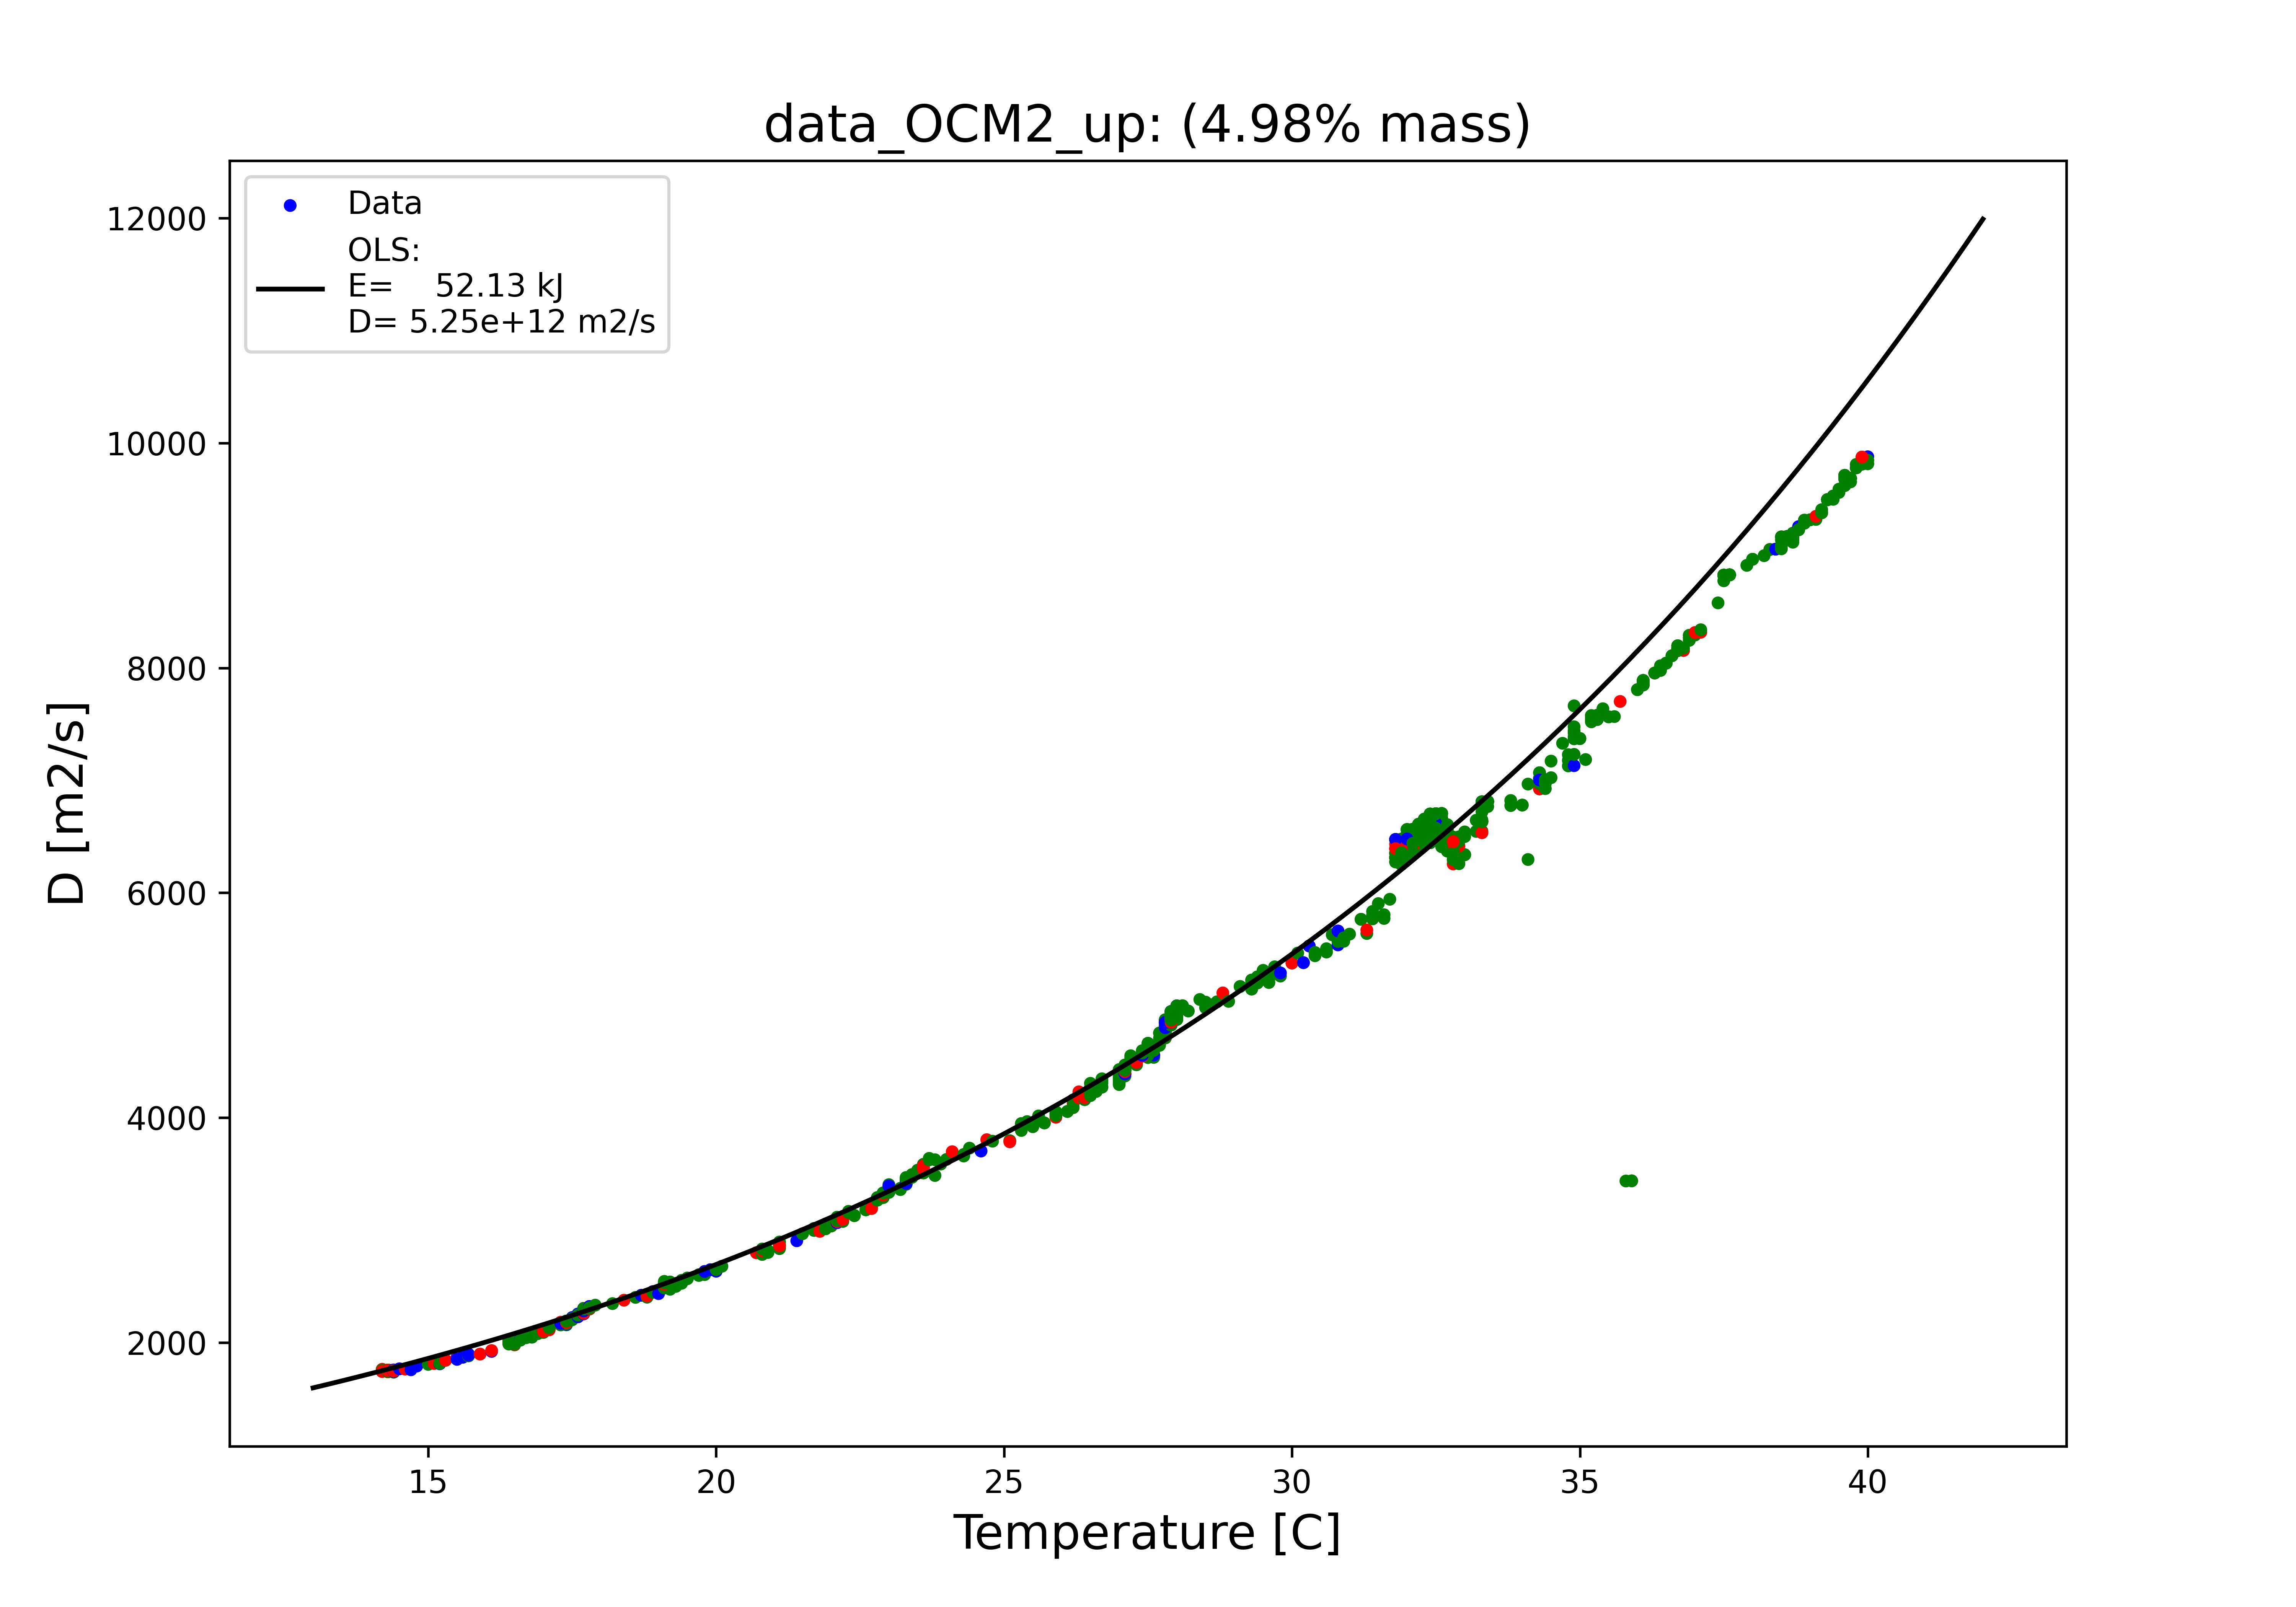 data_OCM2_up: (4.98% mass)
Data
OLS:
E= 52.13 kJ
D= 5.25e+12 m2/s
12000
10000
8000
6000
4000
2000
D [m2/s]
15 20 25 30 35 40
Temperature [C]